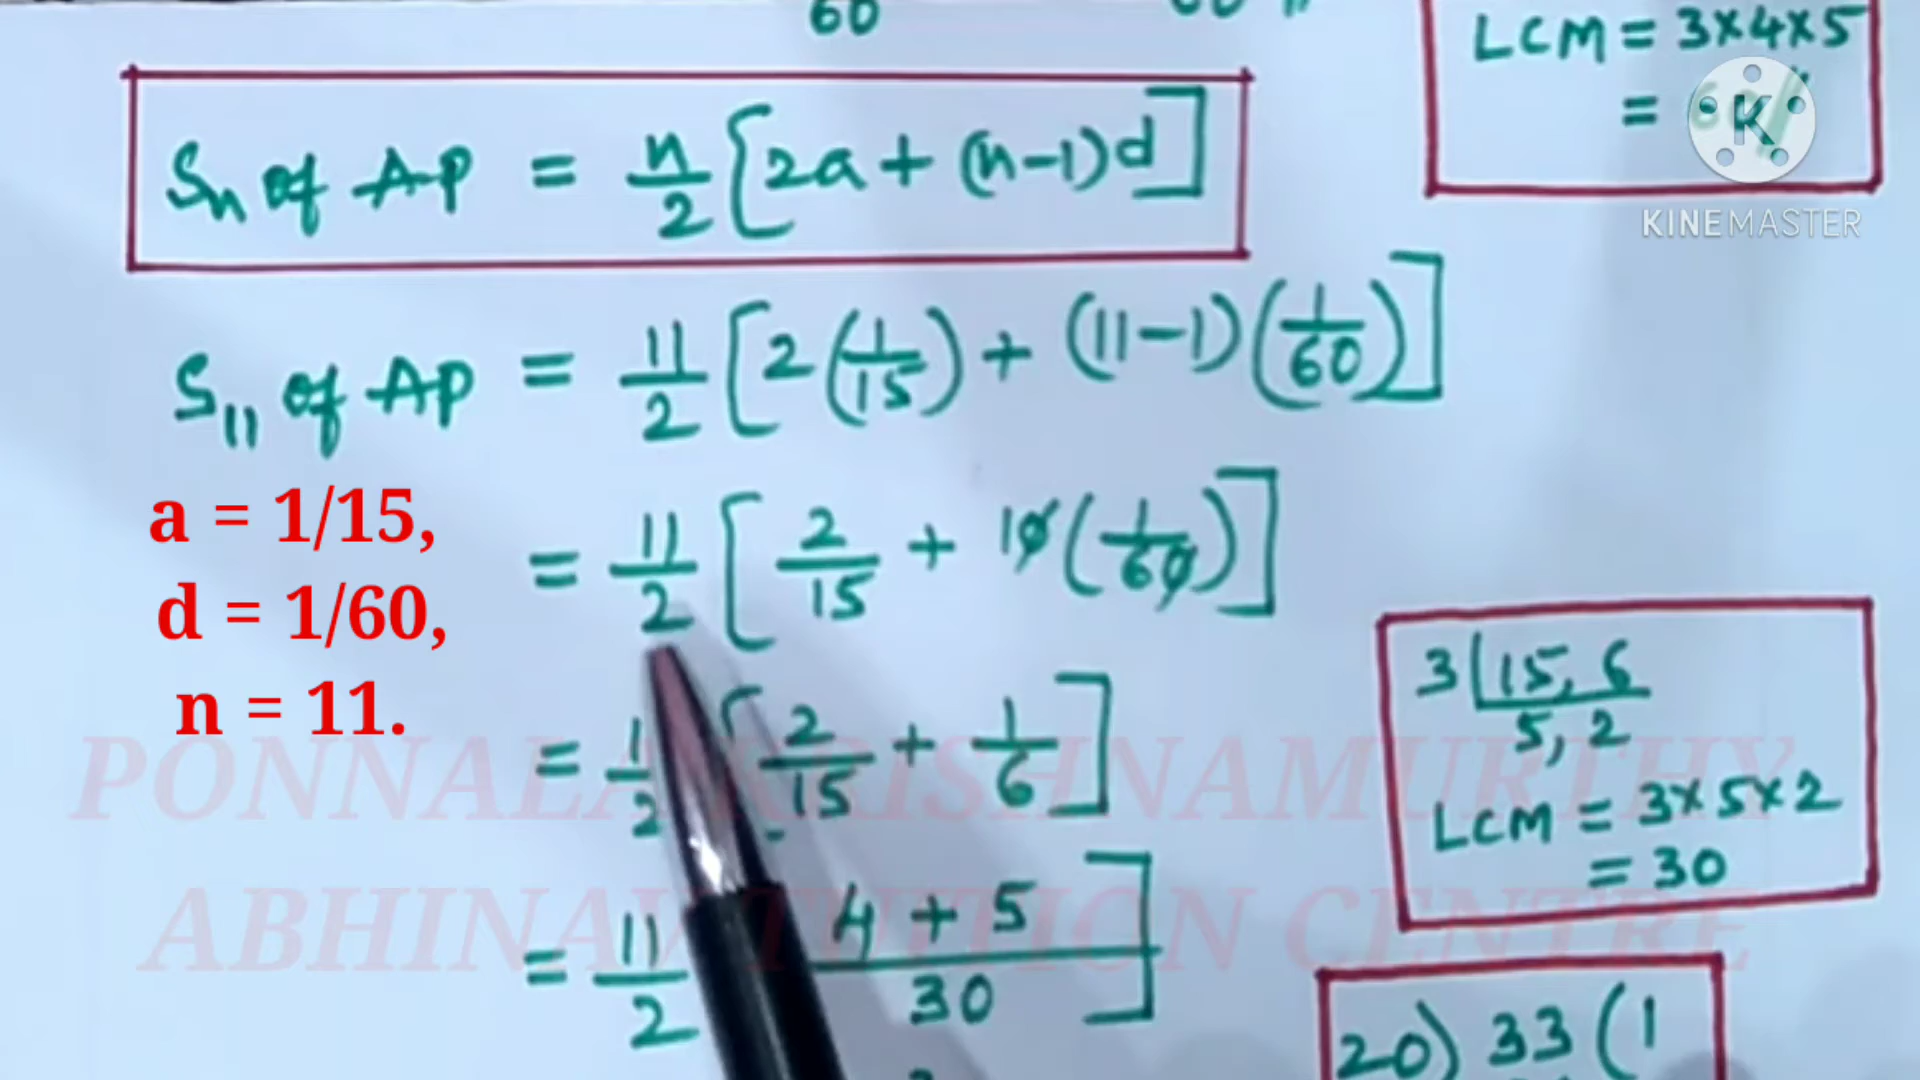 60
LCM = 3×4×5
=
K
KINEMASTER
Sn of AP = n/2 [2a + (n-1)d]
S11 of AP = 11/2 [2(1/15) + (11-1)(1/60)]
a = 1/15,
d = 1/60,
n = 11.
= 11/2 [2/15 + 10(1/60)]
= 1/2 [2/15 + 1/6]
= 11/2 4+5/30]
3 | 15, 6
5, 2
LCM = 3×5×2
= 30
20) 33 (1
PONNALA KRISHNAMURTHY
ABHINAV TUITION CENTRE